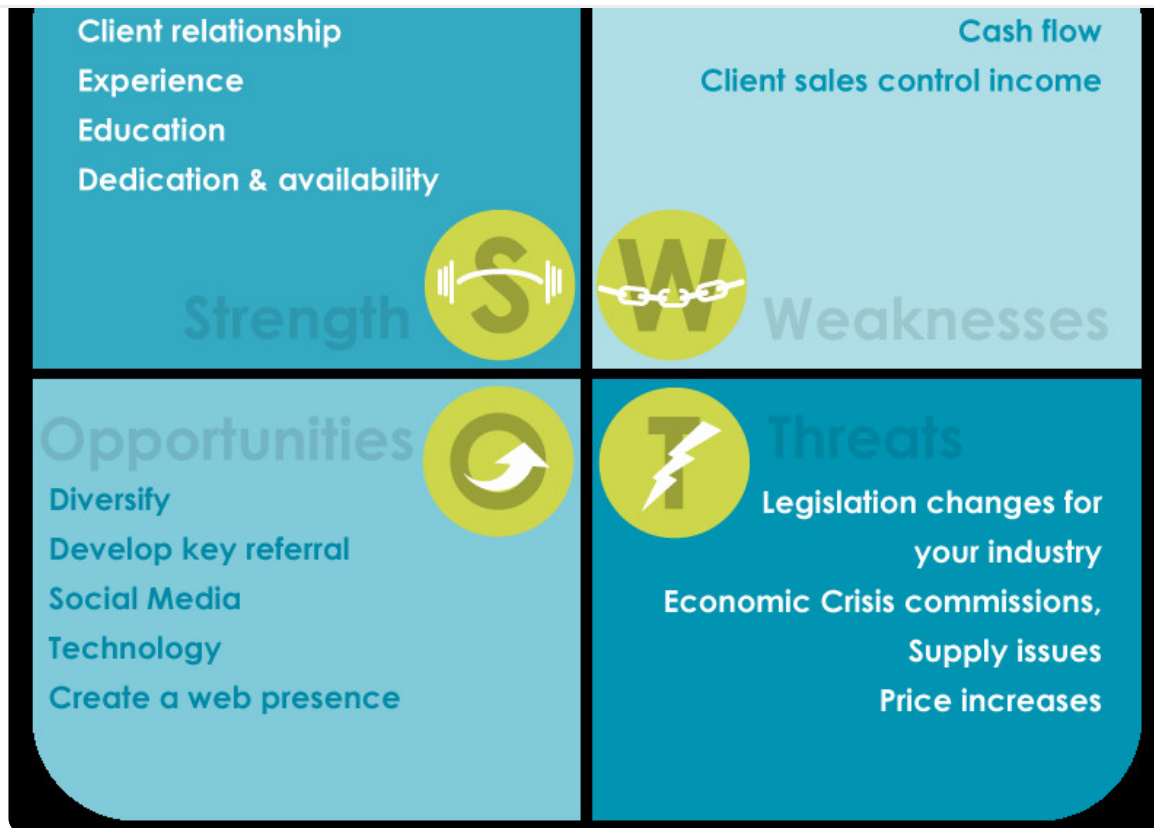 Client relationship
Experience
Education
Dedication & availability
S
Strength
Cash flow
Client sales control income
W
Weaknesses
Opportunities
O
Diversify
Develop key referral
Social Media
Technology
Create a web presence
T
Threats
Legislation changes for
your industry
Economic Crisis commissions,
Supply issues
Price increases